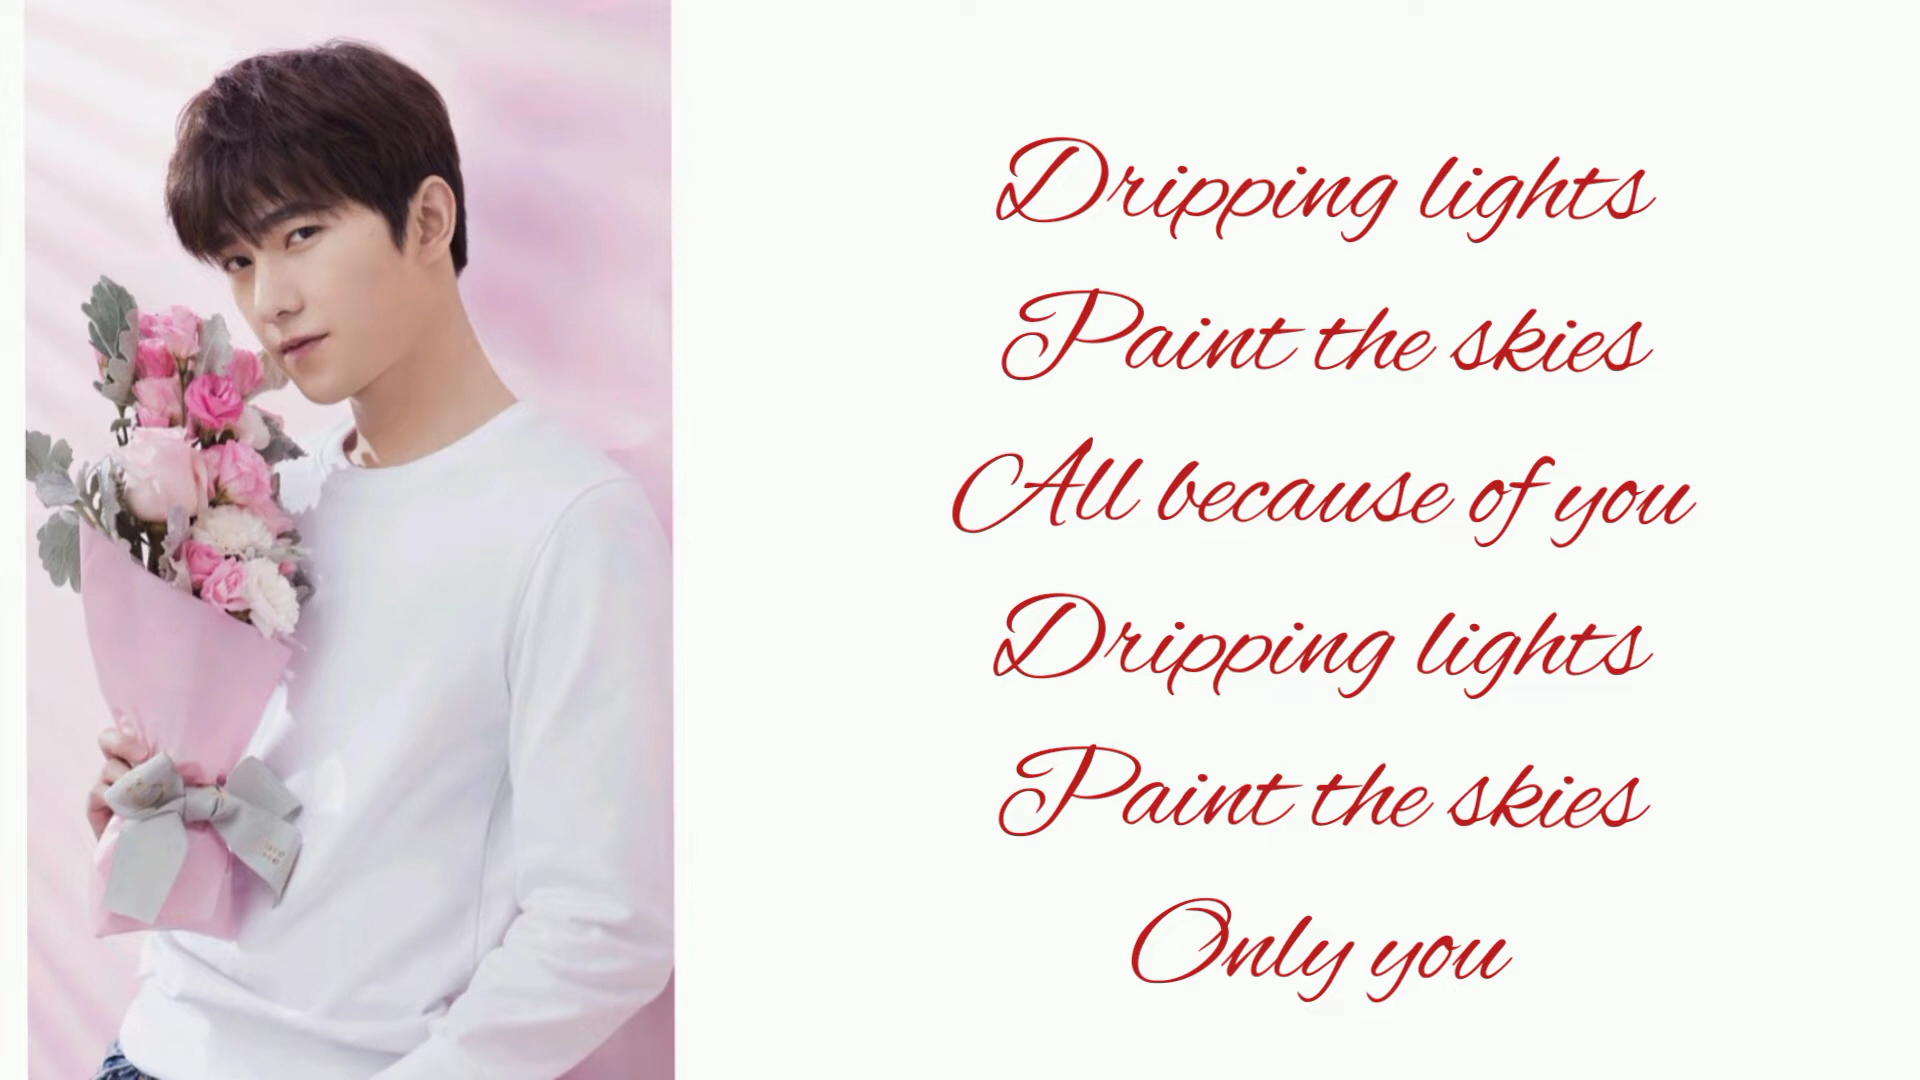 Dripping lights
Paint the skies
All because of you
Dripping lights
Paint the skies
Only you